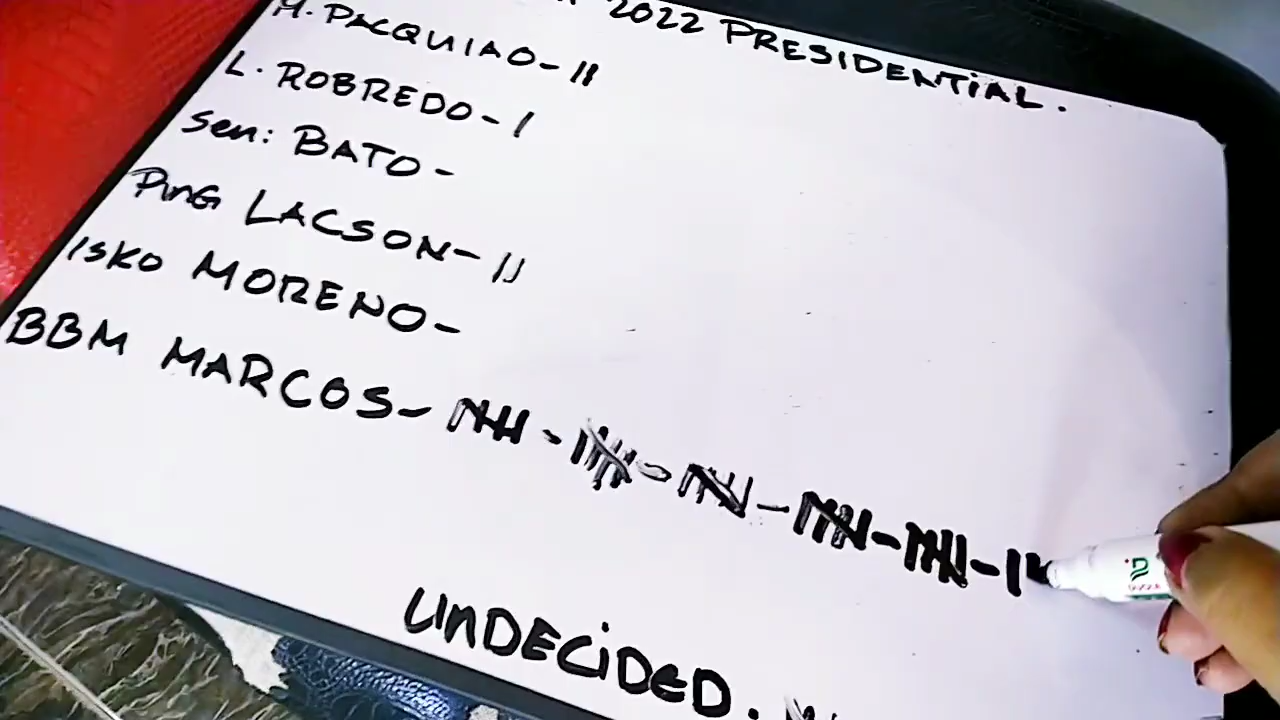 2022 PRESIDENTIAL.
M. PACQUIAO - II
L. ROBREDO - I
Sen: BATO -
PinG LACSON - II
ISKO MORENO -
BBM MARCOS -
UnDECiDED.